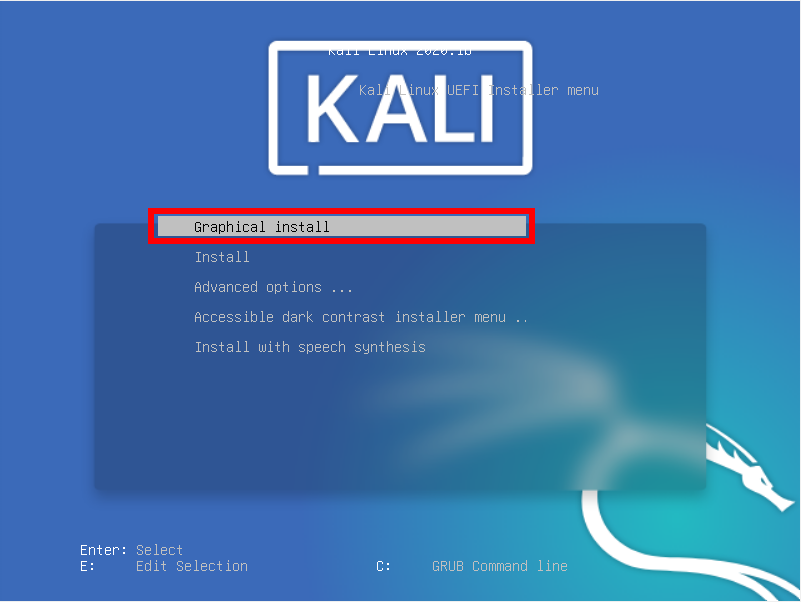 Kali Linux 2020.1b
KALI
Kali Linux UEFI Installer menu
Graphical install
Install
Advanced options ...
Accessible dark contrast installer menu ..
Install with speech synthesis
Enter: Select
E: Edit Selection C: GRUB Command line